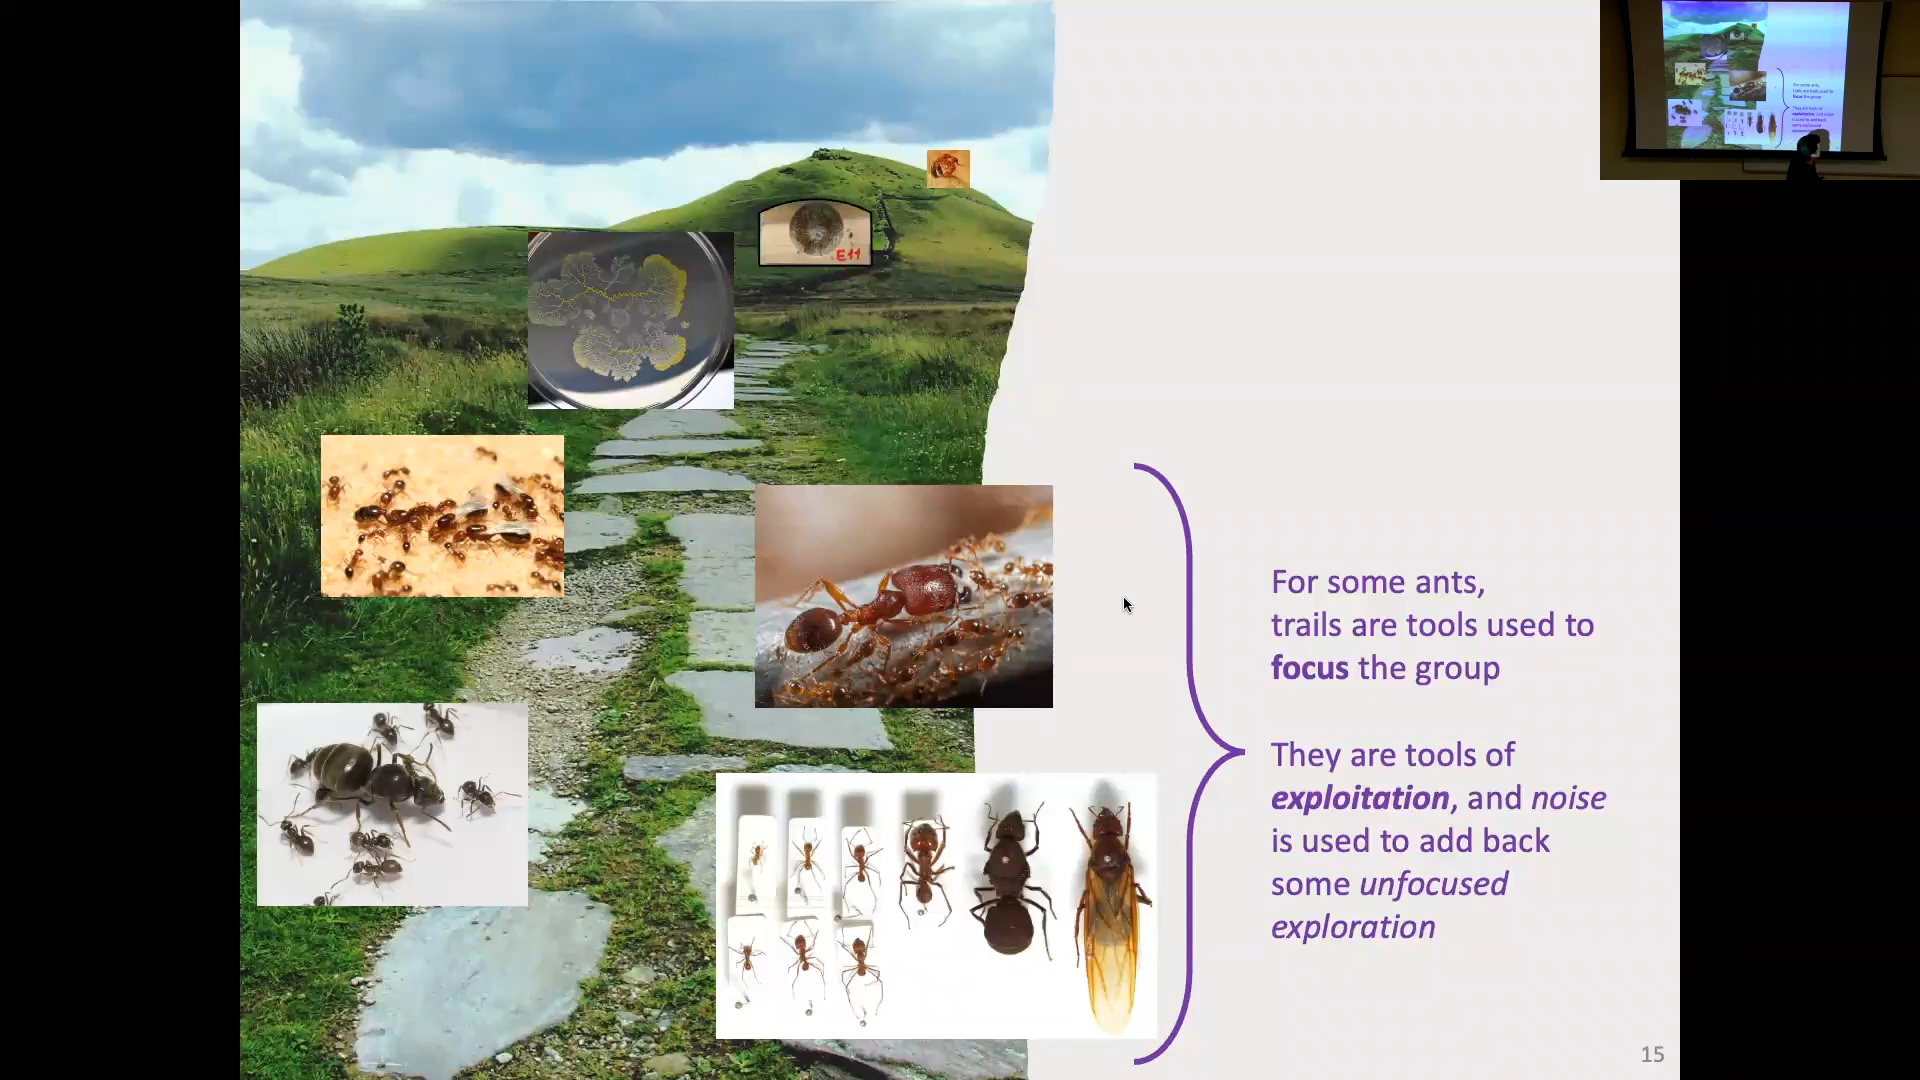 E11
For some ants,
trails are tools used to
focus the group
They are tools of
exploitation, and noise
is used to add back
some unfocused
exploration
15